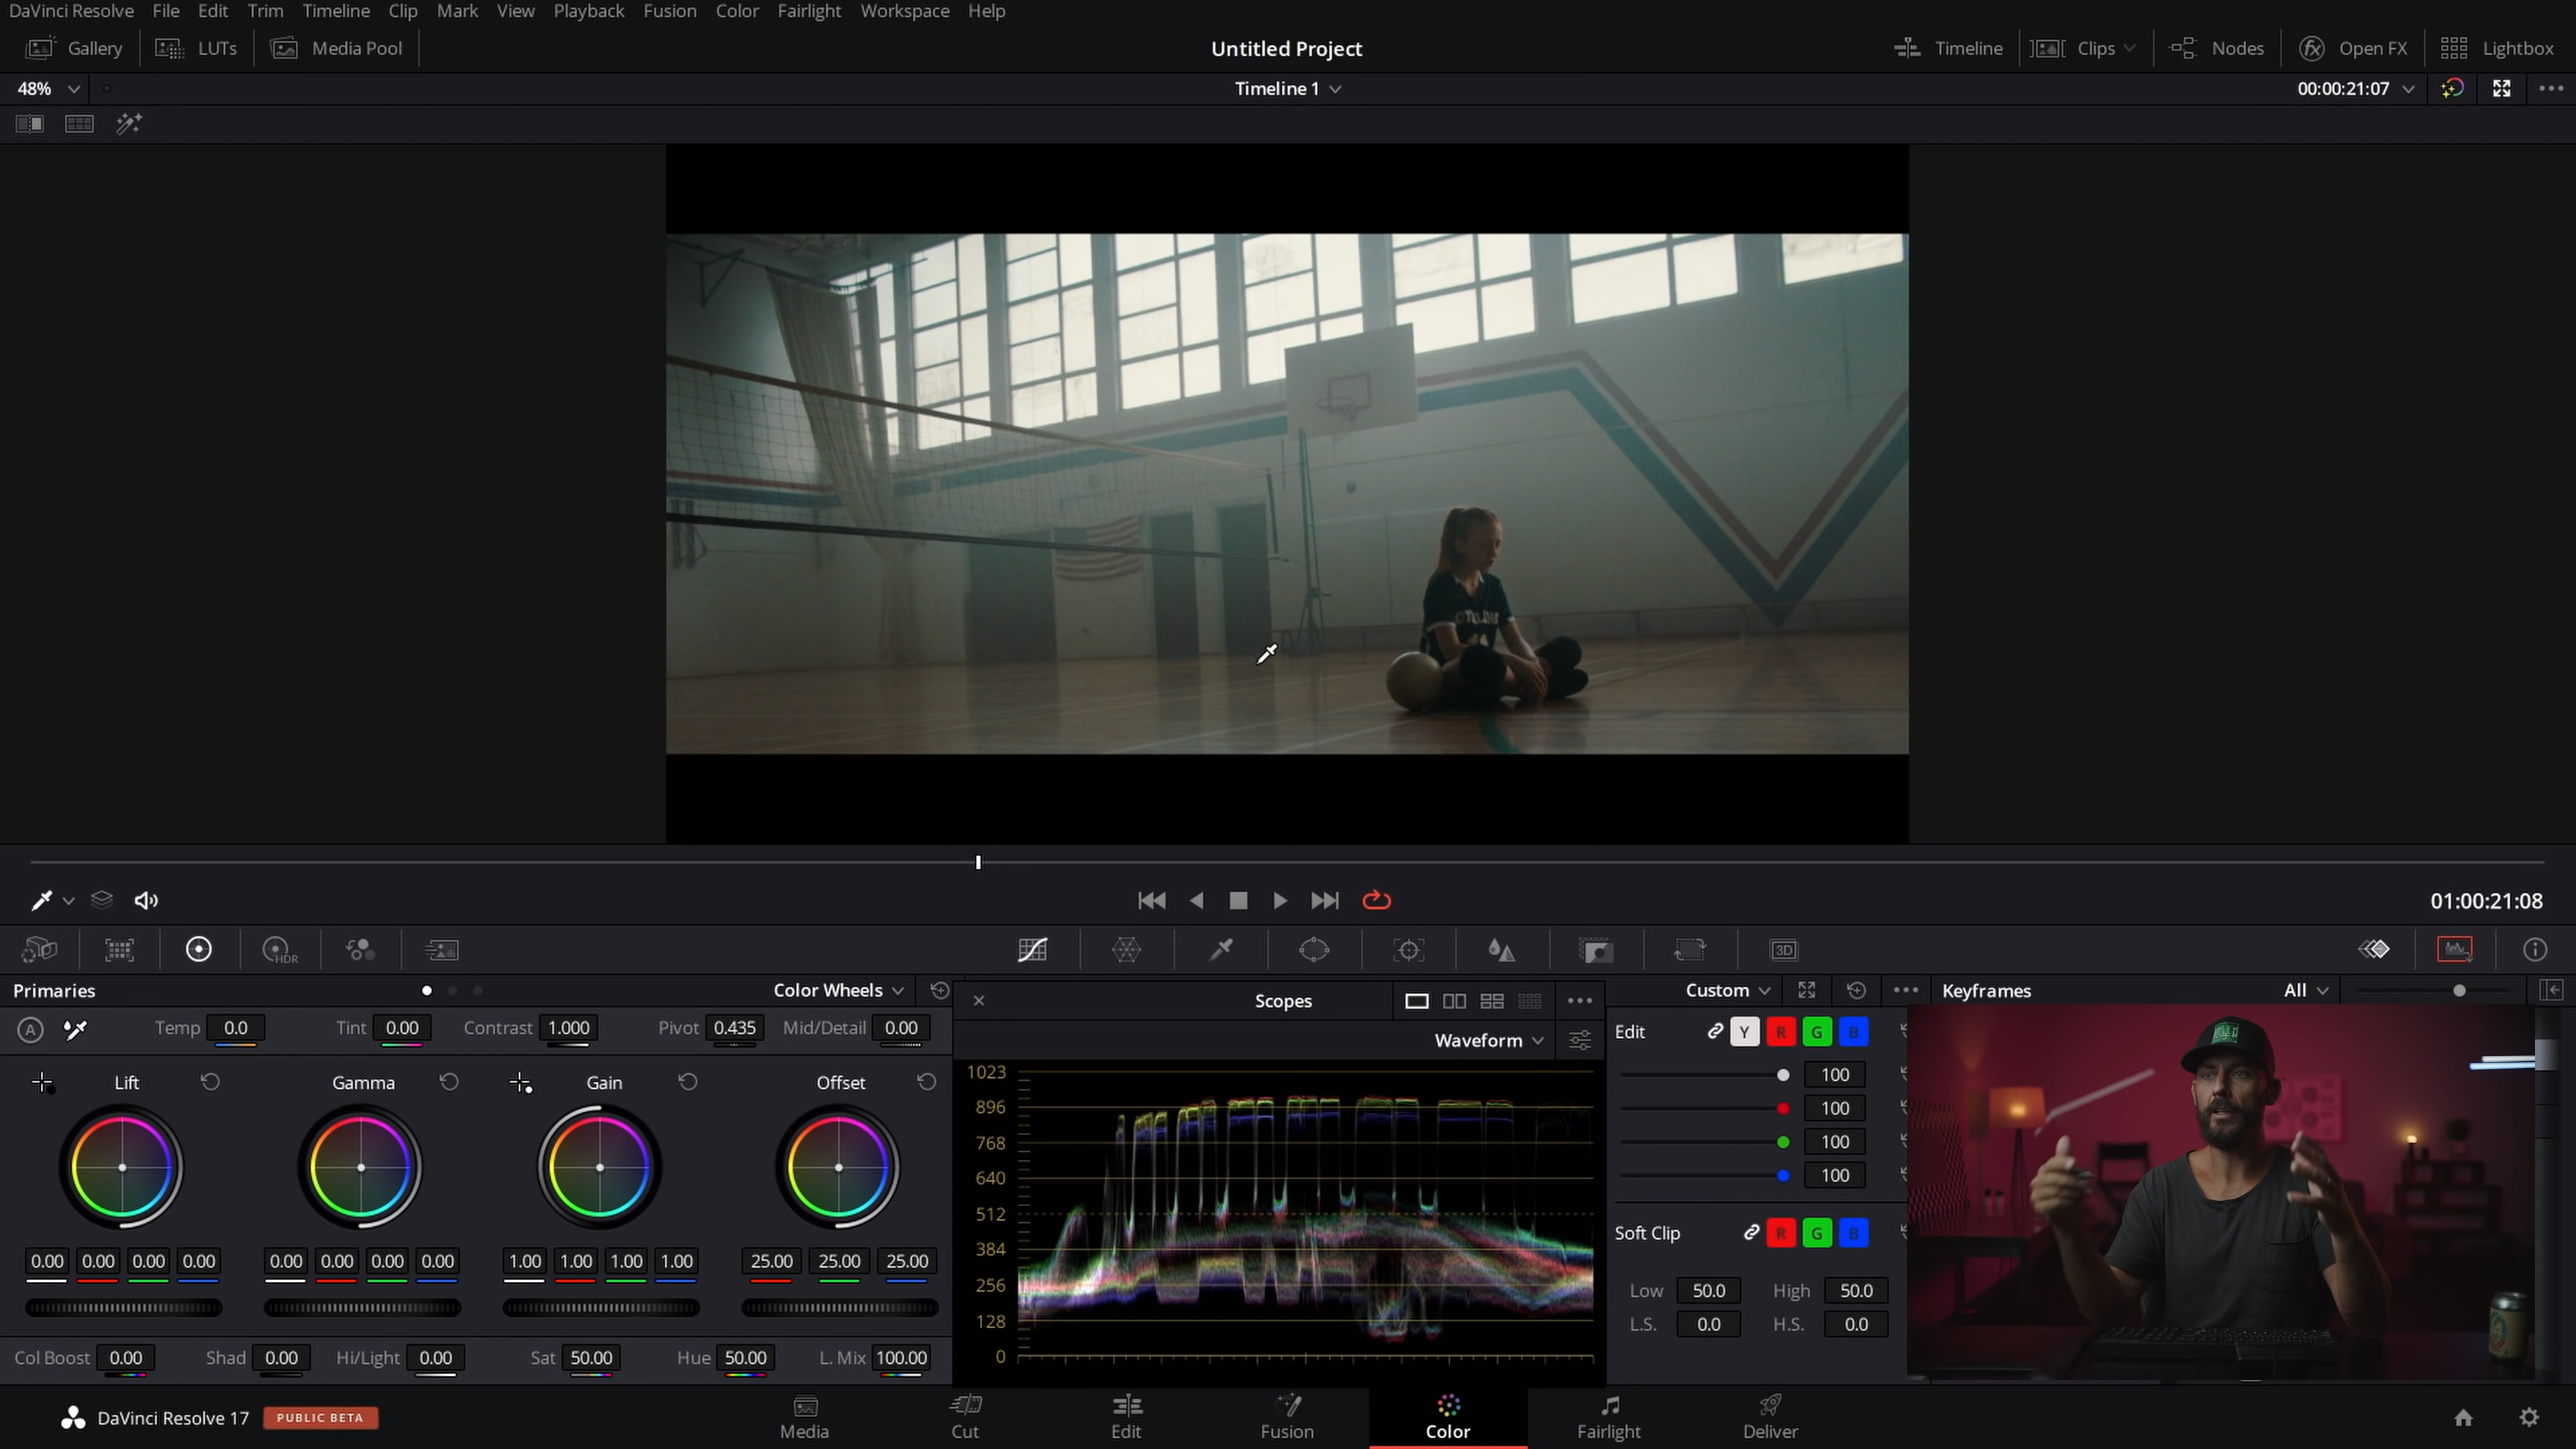 DaVinci Resolve File Edit Trim Timeline Clip Mark View Playback Fusion Color Fairlight Workspace Help
Gallery LUTs Media Pool Untitled Project Timeline Clips Nodes Open FX Lightbox
48% Timeline 1 00:00:21:07
01:00:21:08
HDR 3D
Primaries Color Wheels Scopes Custom Keyframes All
A Temp 0.0 Tint 0.00 Contrast 1.000 Pivot 0.435 Mid/Detail 0.00
Waveform
Edit Y R G B
Lift Gamma Gain Offset
1023
896
768
640
512
384
256
128
0
100
100
100
100
Soft Clip R G B
0.00 0.00 0.00 0.00 0.00 0.00 0.00 0.00 1.00 1.00 1.00 1.00 25.00 25.00 25.00
Low 50.0 High 50.0
L.S. 0.0 H.S. 0.0
Col Boost 0.00 Shad 0.00 Hi/Light 0.00 Sat 50.00 Hue 50.00 L. Mix 100.00
DaVinci Resolve 17 PUBLIC BETA
Media Cut Edit Fusion Color Fairlight Deliver